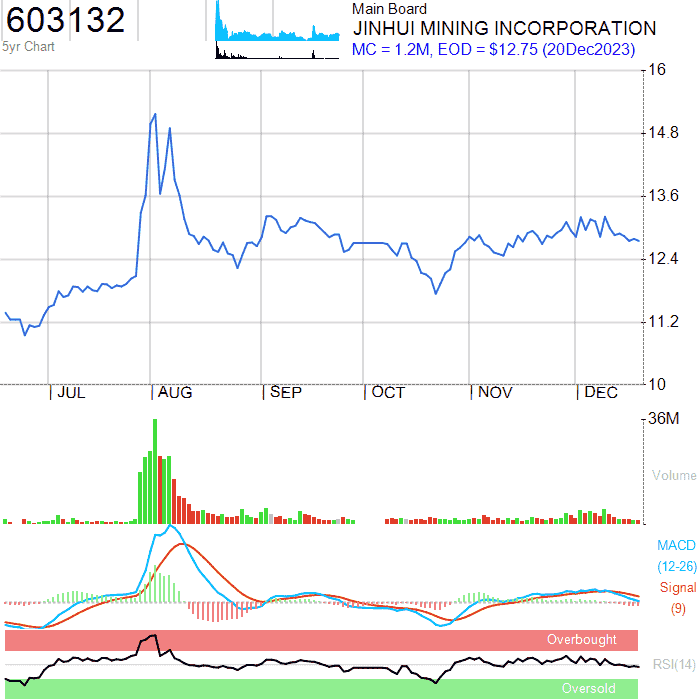 603132
5yr Chart
Main Board
JINHUI MINING INCORPORATION
MC = 1.2M, EOD = $12.75 (20Dec2023)
16
14.8
13.6
12.4
11.2
10
JUL AUG SEP OCT NOV DEC
36M
Volume
MACD
(12-26)
Signal
(9)
Overbought
RSI(14)
Oversold